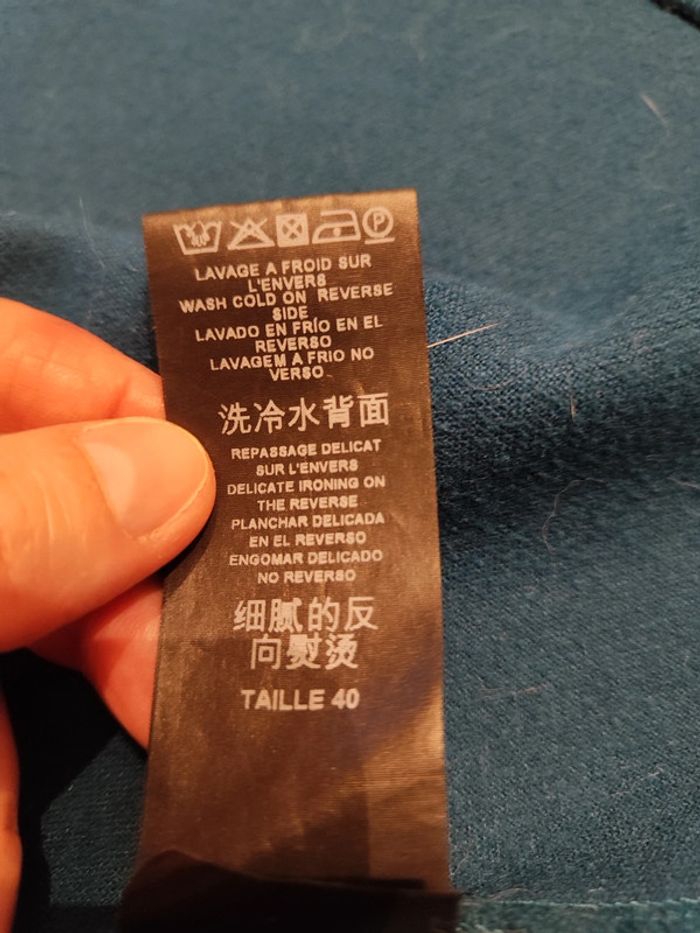 P
LAVAGE A FROID SUR
L'ENVERS
WASH COLD ON REVERSE
SIDE
LAVADO EN FRÍO EN EL
REVERSO
LAVAGEM A FRIO NO
VERSO
洗冷水背面
REPASSAGE DELICAT
SUR L'ENVERS
DELICATE IRONING ON
THE REVERSE
PLANCHAR DELICADA
EN EL REVERSO
ENGOMAR DELICADO
NO REVERSO
细腻的反
向熨烫
TAILLE 40